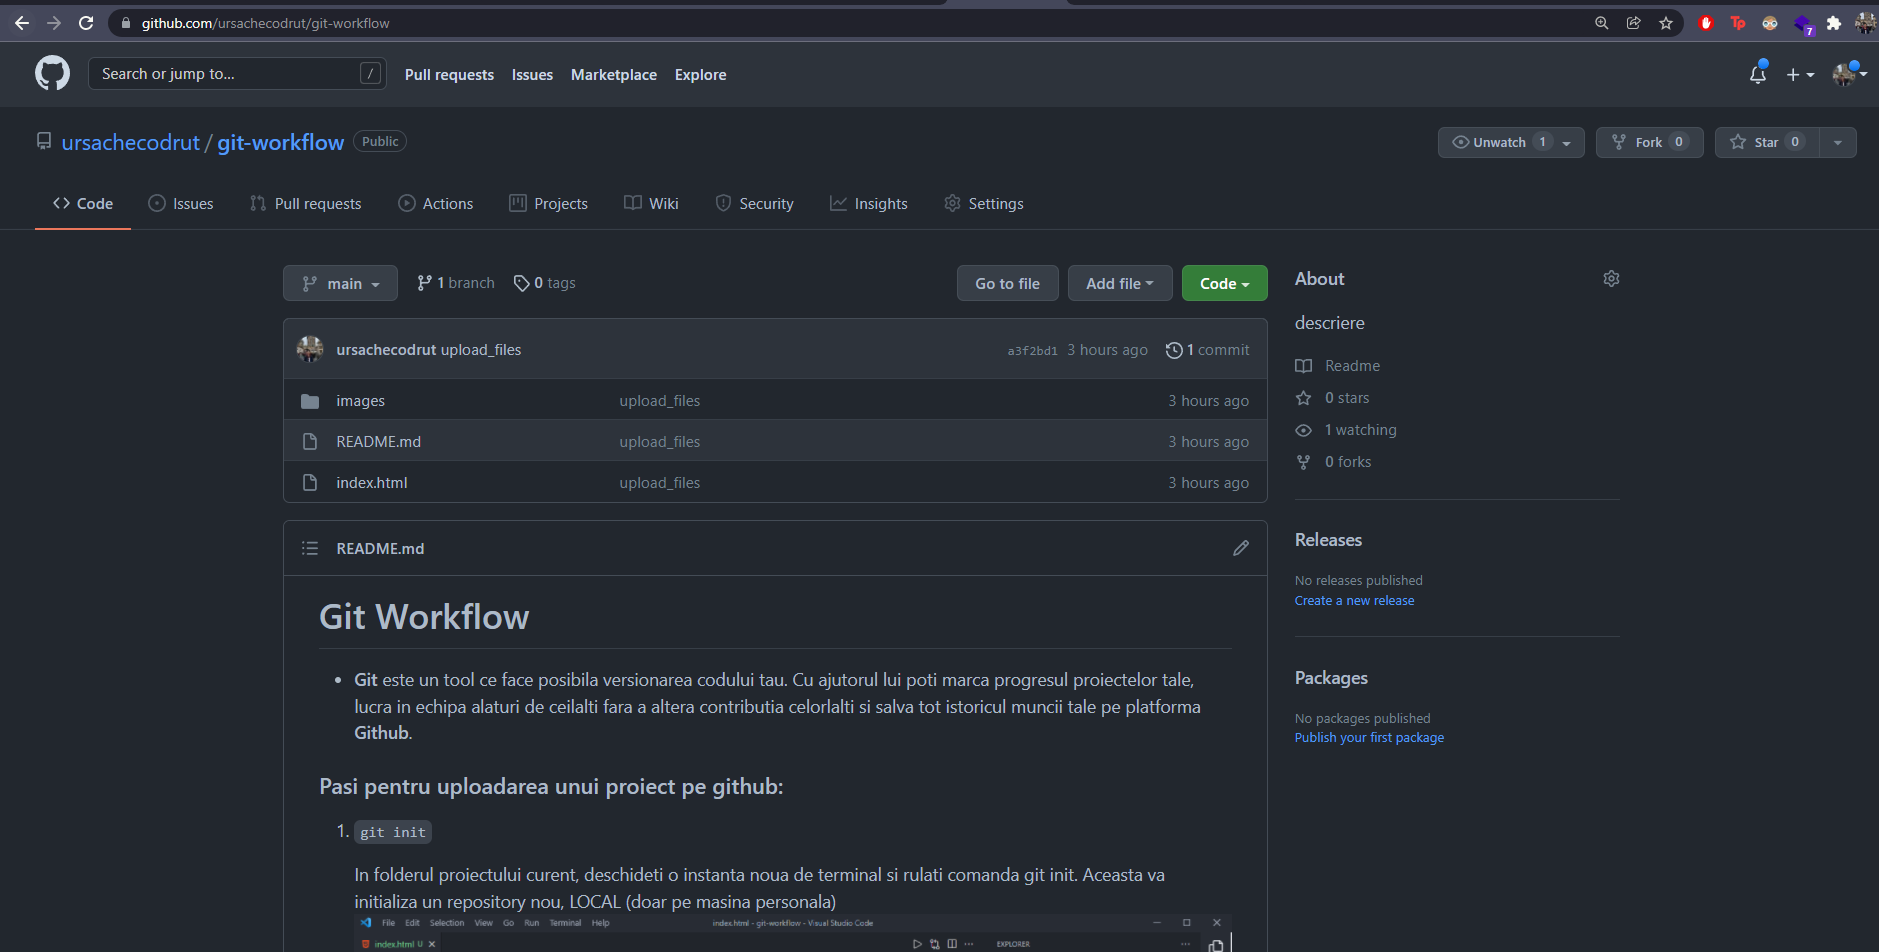 github.com/ursachecodrut/git-workflow
7
Search or jump to... /
Pull requests Issues Marketplace Explore
ursachecodrut / git-workflow Public
Unwatch 1 Fork 0 Star 0
Code Issues Pull requests Actions Projects Wiki Security Insights Settings
main 1 branch 0 tags Go to file Add file Code
ursachecodrut upload_files a3f2bd1 3 hours ago 1 commit
images upload_files 3 hours ago
README.md upload_files 3 hours ago
index.html upload_files 3 hours ago
README.md
Git Workflow
Git este un tool ce face posibila versionarea codului tau. Cu ajutorul lui poti marca progresul proiectelor tale,
lucra in echipa alaturi de ceilalti fara a altera contributia celorlalti si salva tot istoricul muncii tale pe platforma
Github.
Pasi pentru uploadarea unui proiect pe github:
1. git init
In folderul proiectului curent, deschideti o instanta noua de terminal si rulati comanda git init. Aceasta va
initializa un repository nou, LOCAL (doar pe masina personala)
File Edit Selection View Go Run Terminal Help index.html - git-workflow - Visual Studio Code
index.html U EXPLORER
About
descriere
Readme
0 stars
1 watching
0 forks
Releases
No releases published
Create a new release
Packages
No packages published
Publish your first package